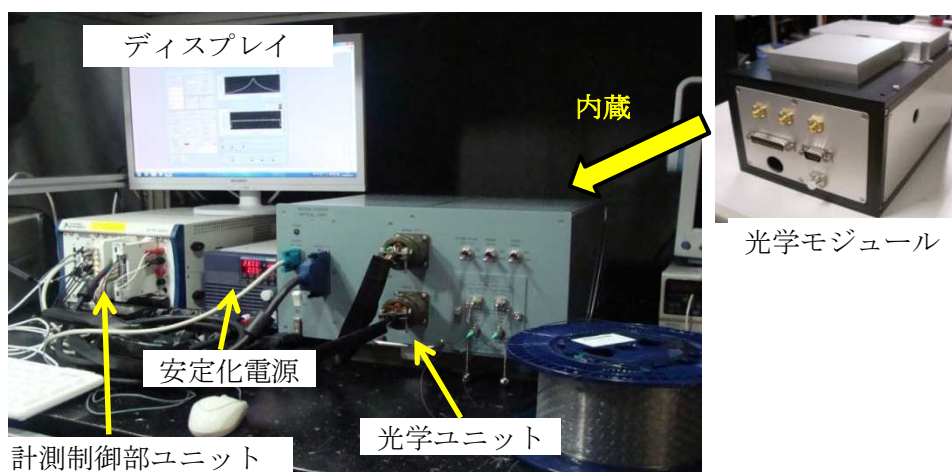 ディスプレイ
内蔵
光学モジュール
安定化電源
光学ユニット
計測制御部ユニット